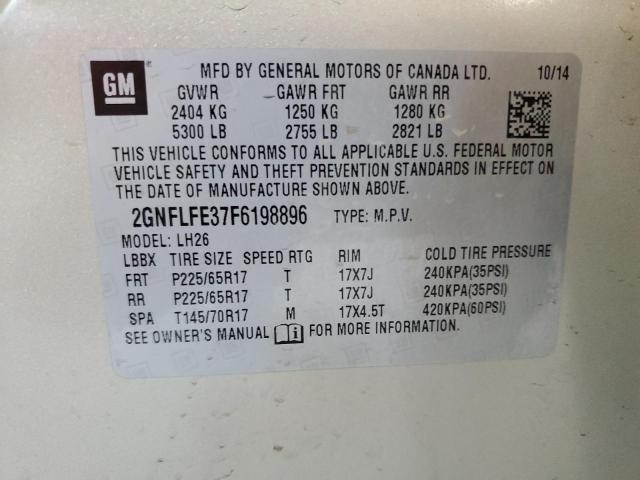 GM
MFD BY GENERAL MOTORS OF CANADA LTD. 10/14
GVWR GAWR FRT GAWR RR
2404 KG 1250 KG 1280 KG
5300 LB 2755 LB 2821 LB
THIS VEHICLE CONFORMS TO ALL APPLICABLE U.S. FEDERAL MOTOR
VEHICLE SAFETY AND THEFT PREVENTION STANDARDS IN EFFECT ON
THE DATE OF MANUFACTURE SHOWN ABOVE.
2GNFLFE37F6198896 TYPE: M.P.V.
MODEL: LH26
LBBX TIRE SIZE SPEED RTG RIM COLD TIRE PRESSURE
FRT P225/65R17 T 17X7J 240KPA(35PSI)
RR P225/65R17 T 17X7J 240KPA(35PSI)
SPA T145/70R17 M 17X4.5T 420KPA(60PSI)
SEE OWNER'S MANUAL i FOR MORE INFORMATION.